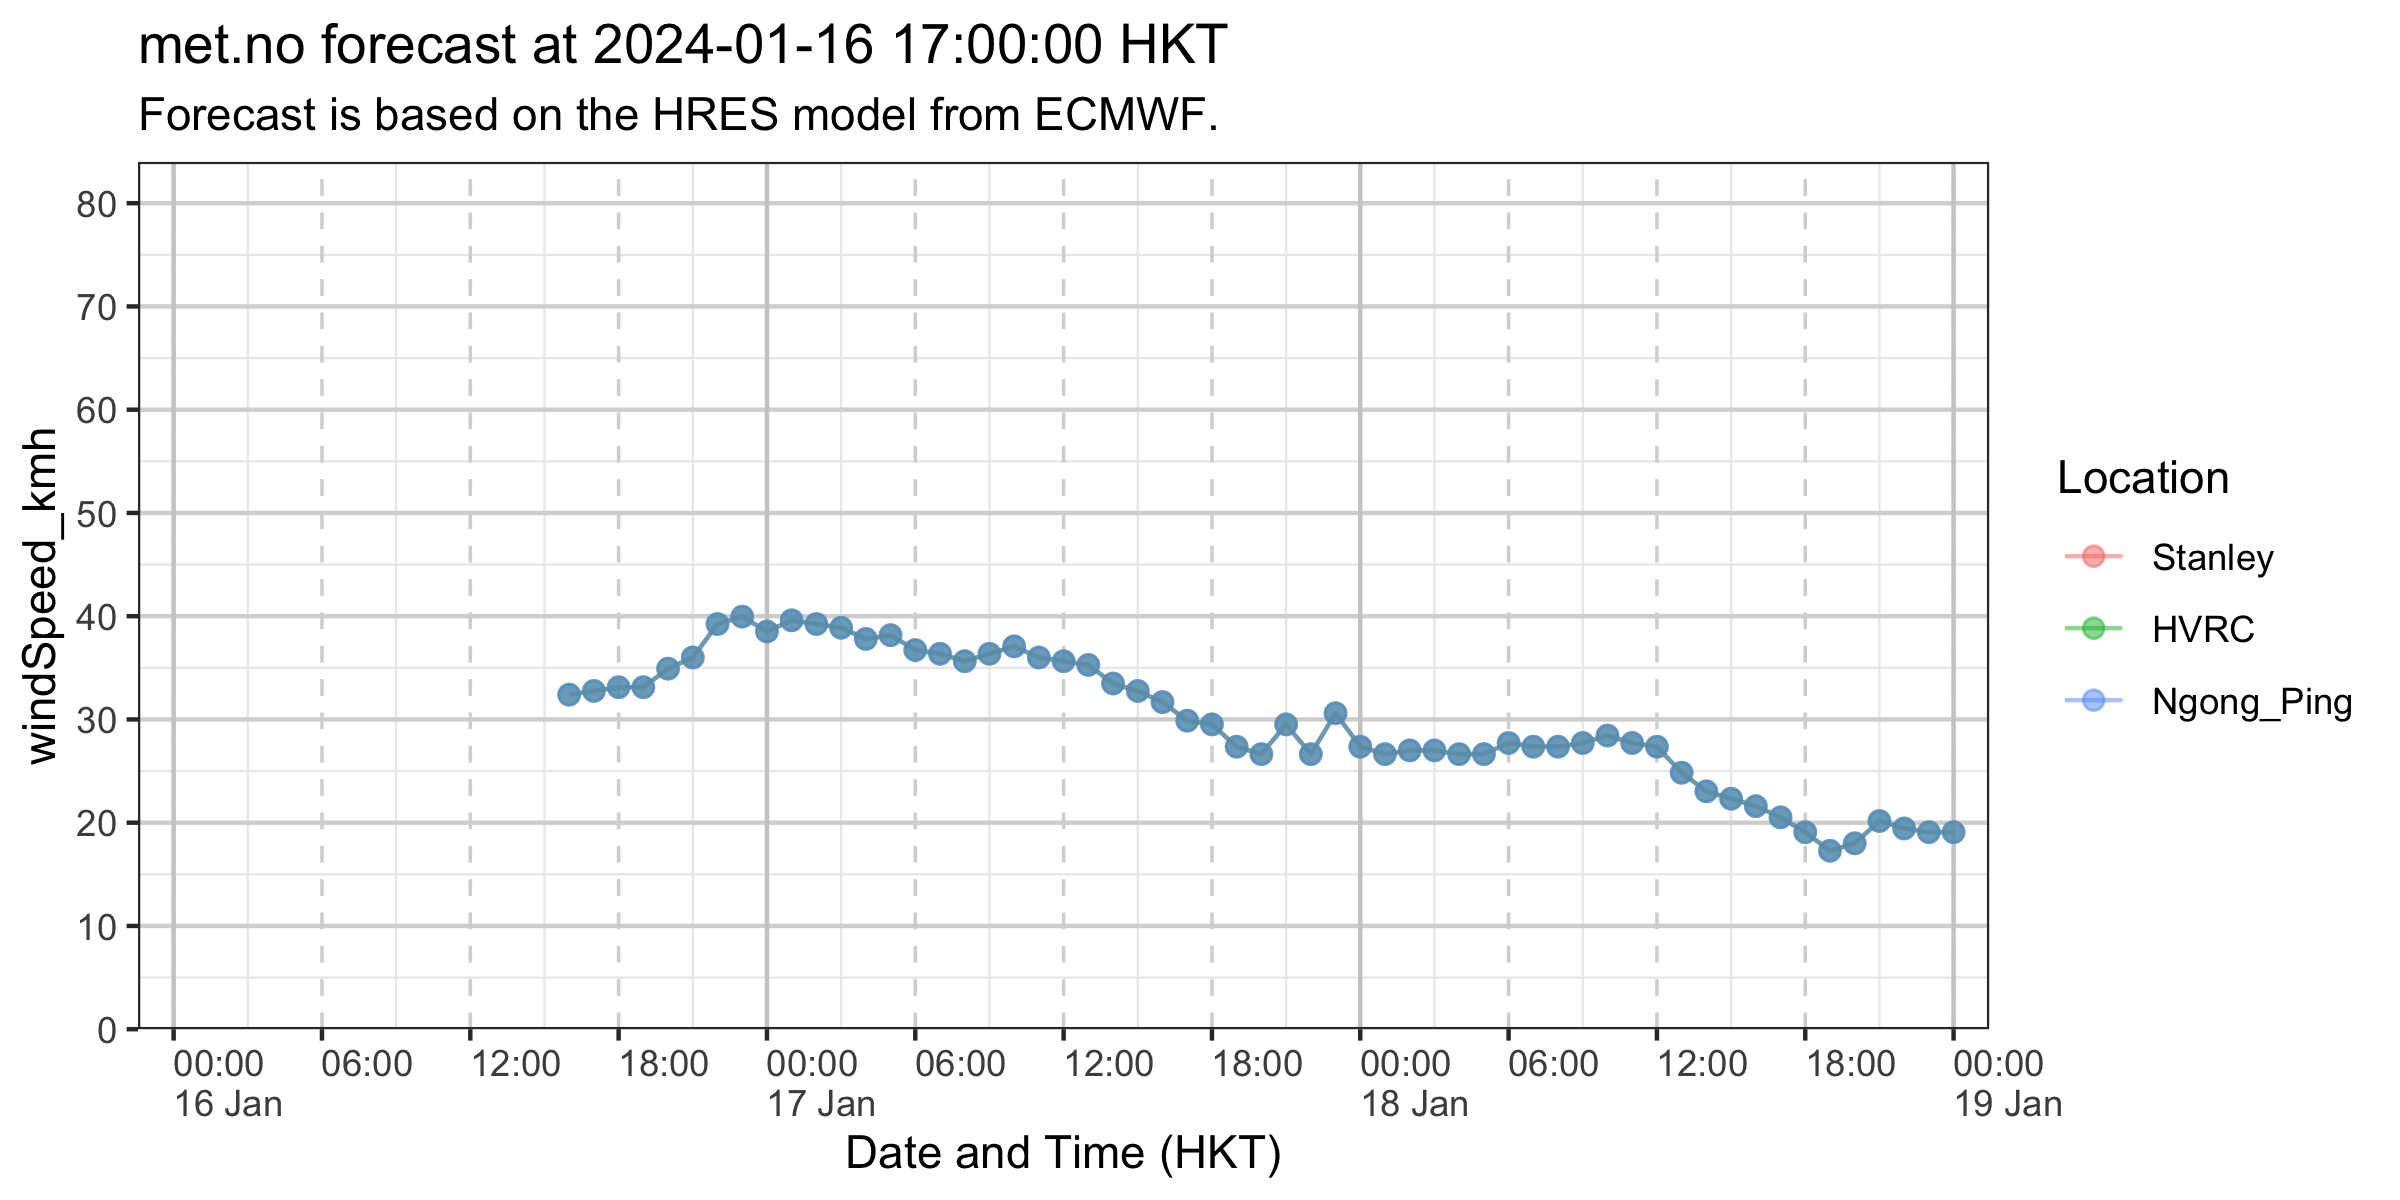 met.no forecast at 2024-01-16 17:00:00 HKT
Forecast is based on the HRES model from ECMWF.
windSpeed_kmh
80
70
60
50
40
30
20
10
0
00:00 06:00 12:00 18:00 00:00 06:00 12:00 18:00 00:00 06:00 12:00 18:00 00:00
16 Jan 17 Jan 18 Jan 19 Jan
Date and Time (HKT)
Location
Stanley
HVRC
Ngong_Ping